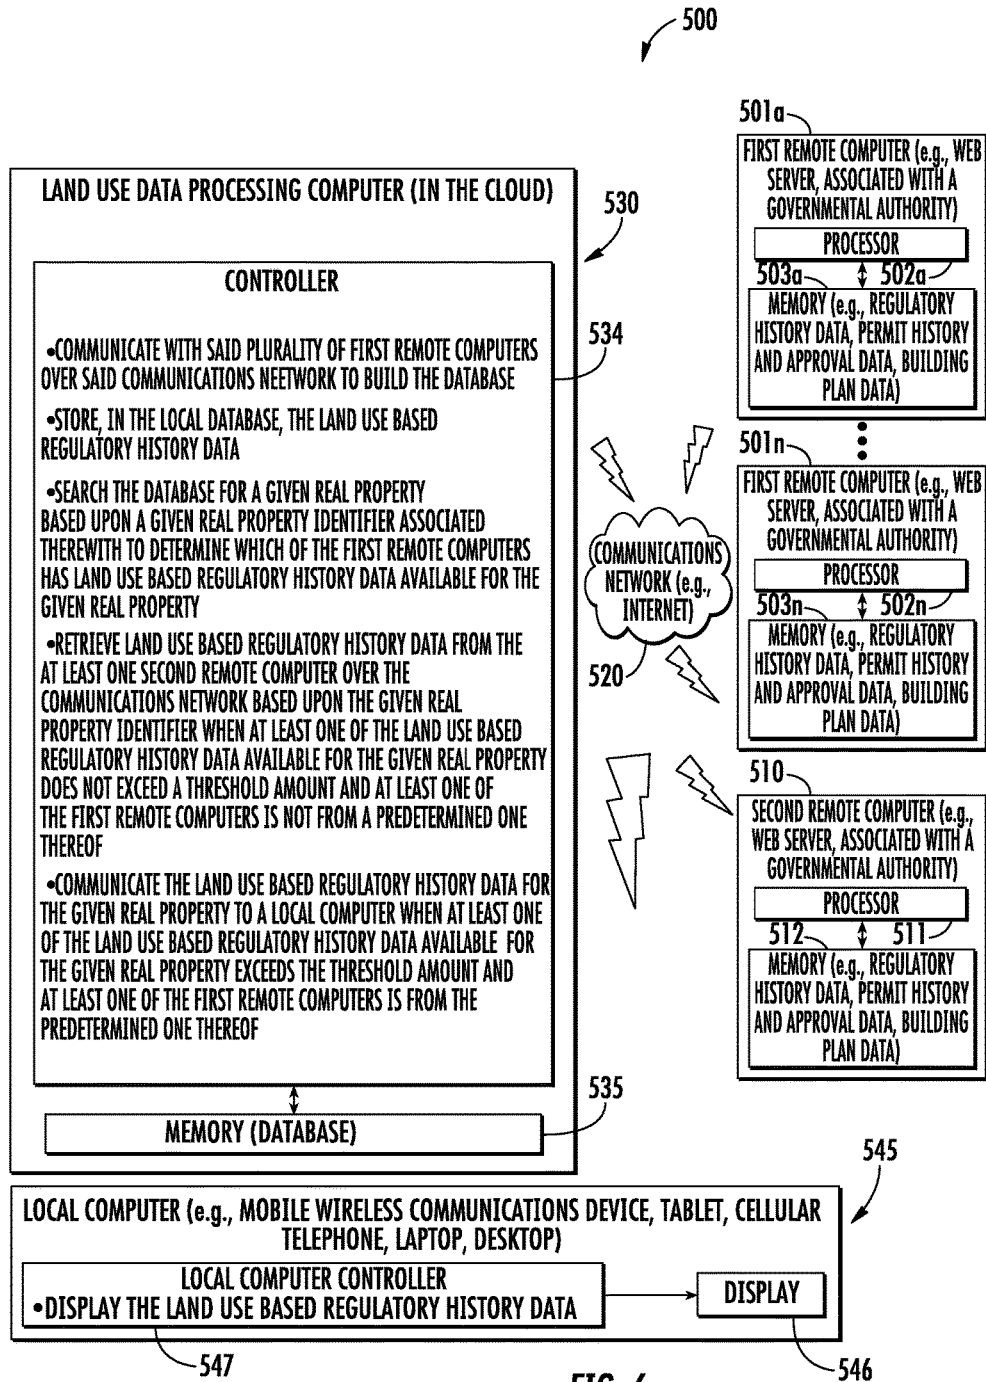 500
LAND USE DATA PROCESSING COMPUTER (IN THE CLOUD)
530
CONTROLLER
534
•COMMUNICATE WITH SAID PLURALITY OF FIRST REMOTE COMPUTERS
OVER SAID COMMUNICATIONS NEETWORK TO BUILD THE DATABASE
•STORE, IN THE LOCAL DATABASE, THE LAND USE BASED
REGULATORY HISTORY DATA
•SEARCH THE DATABASE FOR A GIVEN REAL PROPERTY
BASED UPON A GIVEN REAL PROPERTY IDENTIFIER ASSOCIATED
THEREWITH TO DETERMINE WHICH OF THE FIRST REMOTE COMPUTERS
HAS LAND USE BASED REGULATORY HISTORY DATA AVAILABLE FOR THE
GIVEN REAL PROPERTY
•RETRIEVE LAND USE BASED REGULATORY HISTORY DATA FROM THE
AT LEAST ONE SECOND REMOTE COMPUTER OVER THE
COMMUNICATIONS NETWORK BASED UPON THE GIVEN REAL
PROPERTY IDENTIFIER WHEN AT LEAST ONE OF THE LAND USE BASED
REGULATORY HISTORY DATA AVAILABLE FOR THE GIVEN REAL PROPERTY
DOES NOT EXCEED A THRESHOLD AMOUNT AND AT LEAST ONE OF
THE FIRST REMOTE COMPUTERS IS NOT FROM A PREDETERMINED ONE
THEREOF
•COMMUNICATE THE LAND USE BASED REGULATORY HISTORY DATA FOR
THE GIVEN REAL PROPERTY TO A LOCAL COMPUTER WHEN AT LEAST ONE
OF THE LAND USE BASED REGULATORY HISTORY DATA AVAILABLE FOR
THE GIVEN REAL PROPERTY EXCEEDS THE THRESHOLD AMOUNT AND
AT LEAST ONE OF THE FIRST REMOTE COMPUTERS IS FROM THE
PREDETERMINED ONE THEREOF
MEMORY (DATABASE)
535
COMMUNICATIONS
NETWORK (e.g.,
INTERNET)
520
501a
FIRST REMOTE COMPUTER (e.g., WEB
SERVER, ASSOCIATED WITH A
GOVERNMENTAL AUTHORITY)
PROCESSOR
503a 502a
MEMORY (e.g., REGULATORY
HISTORY DATA, PERMIT HISTORY
AND APPROVAL DATA, BUILDING
PLAN DATA)
501n
FIRST REMOTE COMPUTER (e.g., WEB
SERVER, ASSOCIATED WITH A
GOVERNMENTAL AUTHORITY)
PROCESSOR
503n 502n
MEMORY (e.g., REGULATORY
HISTORY DATA, PERMIT HISTORY
AND APPROVAL DATA, BUILDING
PLAN DATA)
510
SECOND REMOTE COMPUTER (e.g.,
WEB SERVER, ASSOCIATED WITH A
GOVERNMENTAL AUTHORITY)
PROCESSOR
512 511
MEMORY (e.g., REGULATORY
HISTORY DATA, PERMIT HISTORY
AND APPROVAL DATA, BUILDING
PLAN DATA)
545
LOCAL COMPUTER (e.g., MOBILE WIRELESS COMMUNICATIONS DEVICE, TABLET, CELLULAR
TELEPHONE, LAPTOP, DESKTOP)
LOCAL COMPUTER CONTROLLER
•DISPLAY THE LAND USE BASED REGULATORY HISTORY DATA
DISPLAY
547
546